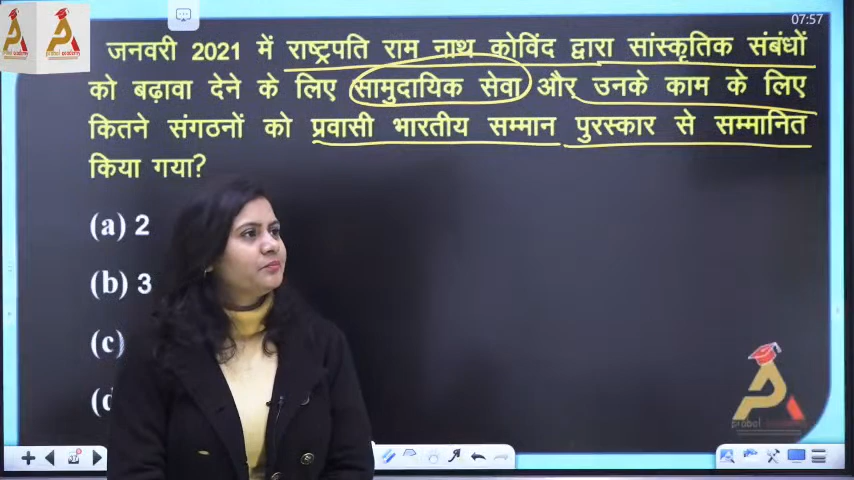 07:57
जनवरी 2021 में राष्ट्रपति राम नाथ कोविंद द्वारा सांस्कृतिक संबंधों
को बढ़ावा देने के लिए सामुदायिक सेवा और उनके काम के लिए
कितने संगठनों को प्रवासी भारतीय सम्मान पुरस्कार से सम्मानित
किया गया?
(a) 2
(b) 3
(c)
(d